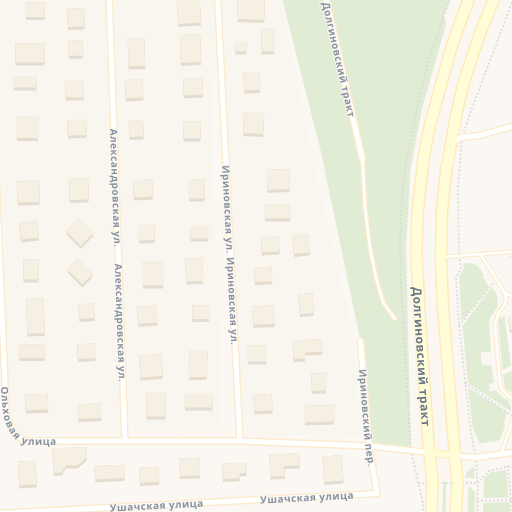 Долгиновский тракт
Александровская ул.
Ириновская ул.
Ириновская ул.
Александровская ул.
Долгиновский тракт
Ириновский пер.
Ольховая улица
Ушачская улица
Ушачская улица